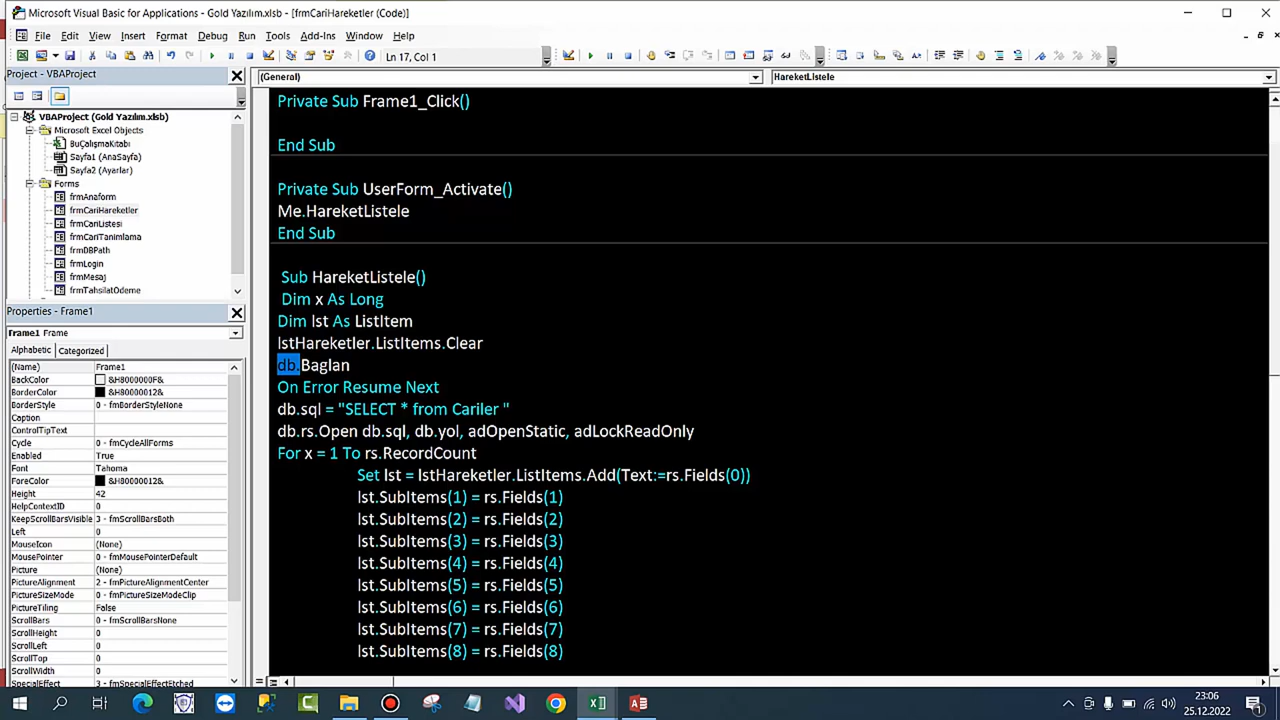 Microsoft Visual Basic for Applications - Gold Yazılım.xlsb - [frmCariHareketler (Code)]
File Edit View Insert Format Debug Run Tools Add-Ins Window Help
Ln 17, Col 1
Project - VBAProject
VBAProject (Gold Yazılım.xlsb)
Microsoft Excel Objects
BuÇalışmaKitabı
Sayfa1 (AnaSayfa)
Sayfa2 (Ayarlar)
Forms
frmAnaform
frmCariHareketler
frmCariListesi
frmCariTanimlama
frmDBPath
frmLogin
frmMesaj
frmTahsilatOdeme
Properties - Frame1
Frame1 Frame
Alphabetic Categorized
(Name) Frame1
BackColor &H8000000F&
BorderColor &H80000012&
BorderStyle 0 - fmBorderStyleNone
Caption
ControlTipText
Cycle 0 - fmCycleAllForms
Enabled True
Font Tahoma
ForeColor &H80000012&
Height 42
HelpContextID 0
KeepScrollBarsVisible 3 - fmScrollBarsBoth
Left 0
MouseIcon (None)
MousePointer 0 - fmMousePointerDefault
Picture (None)
PictureAlignment 2 - fmPictureAlignmentCenter
PictureSizeMode 0 - fmPictureSizeModeClip
PictureTiling False
ScrollBars 0 - fmScrollBarsNone
ScrollHeight 0
ScrollLeft 0
ScrollTop 0
ScrollWidth 0
SpecialEffect 3 - fmSpecialEffectEtched
(General) HareketListele
Private Sub Frame1_Click()
End Sub
Private Sub UserForm_Activate()
Me.HareketListele
End Sub
Sub HareketListele()
Dim x As Long
Dim lst As ListItem
lstHareketler.ListItems.Clear
db.Baglan
On Error Resume Next
db.sql = "SELECT * from Cariler "
db.rs.Open db.sql, db.yol, adOpenStatic, adLockReadOnly
For x = 1 To rs.RecordCount
Set lst = lstHareketler.ListItems.Add(Text:=rs.Fields(0))
lst.SubItems(1) = rs.Fields(1)
lst.SubItems(2) = rs.Fields(2)
lst.SubItems(3) = rs.Fields(3)
lst.SubItems(4) = rs.Fields(4)
lst.SubItems(5) = rs.Fields(5)
lst.SubItems(6) = rs.Fields(6)
lst.SubItems(7) = rs.Fields(7)
lst.SubItems(8) = rs.Fields(8)
23:06
25.12.2022